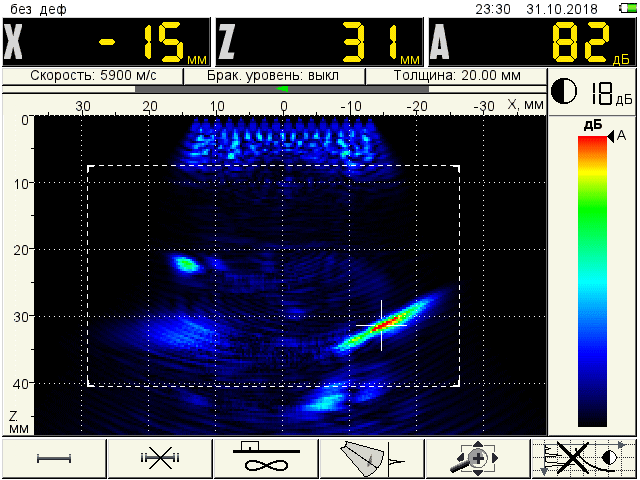 без деф 23:30 31.10.2018
X -15 мм Z 31 мм A 82 дБ
Скорость: 5900 м/с Брак. уровень: выкл Толщина: 20.00 мм
18 дБ
30 20 10 0 -10 -20 -30 X, мм
дБ
A
0
10
20
30
40
Z
мм